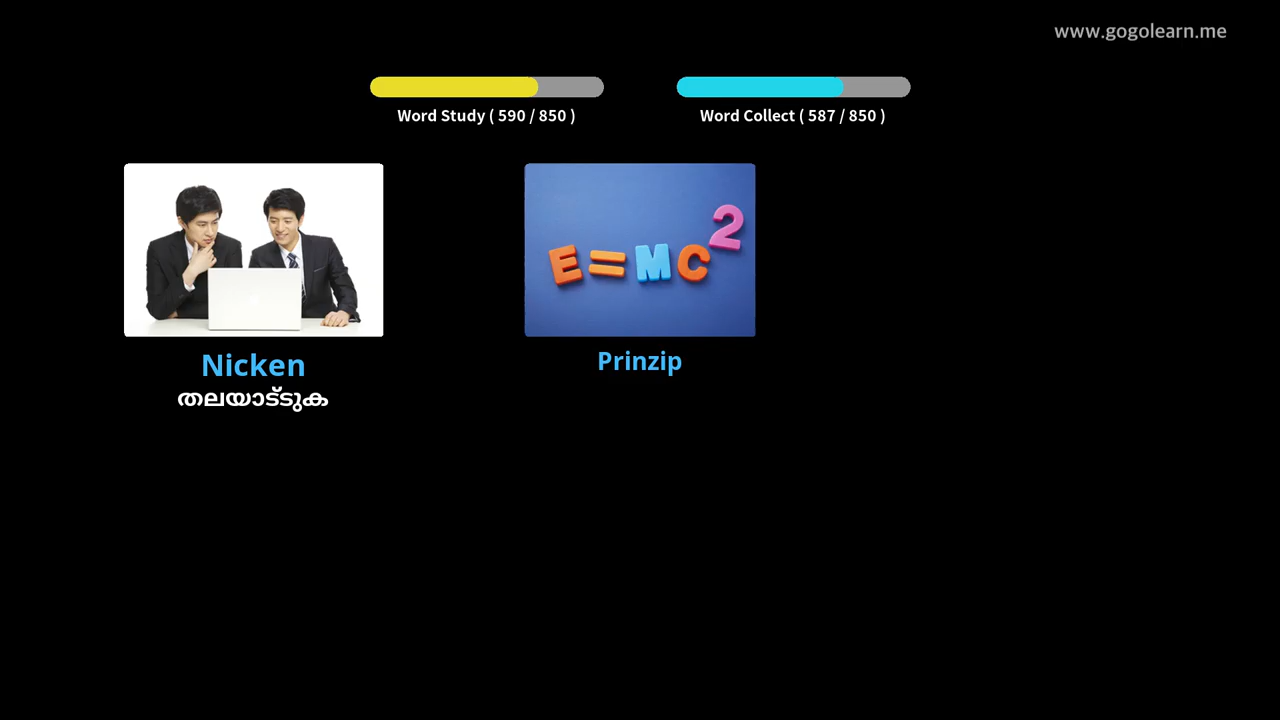 www.gogolearn.me
Word Study ( 590 / 850 )
Word Collect ( 587 / 850 )
E=MC2
Nicken
തലയാട്ടുക
Prinzip